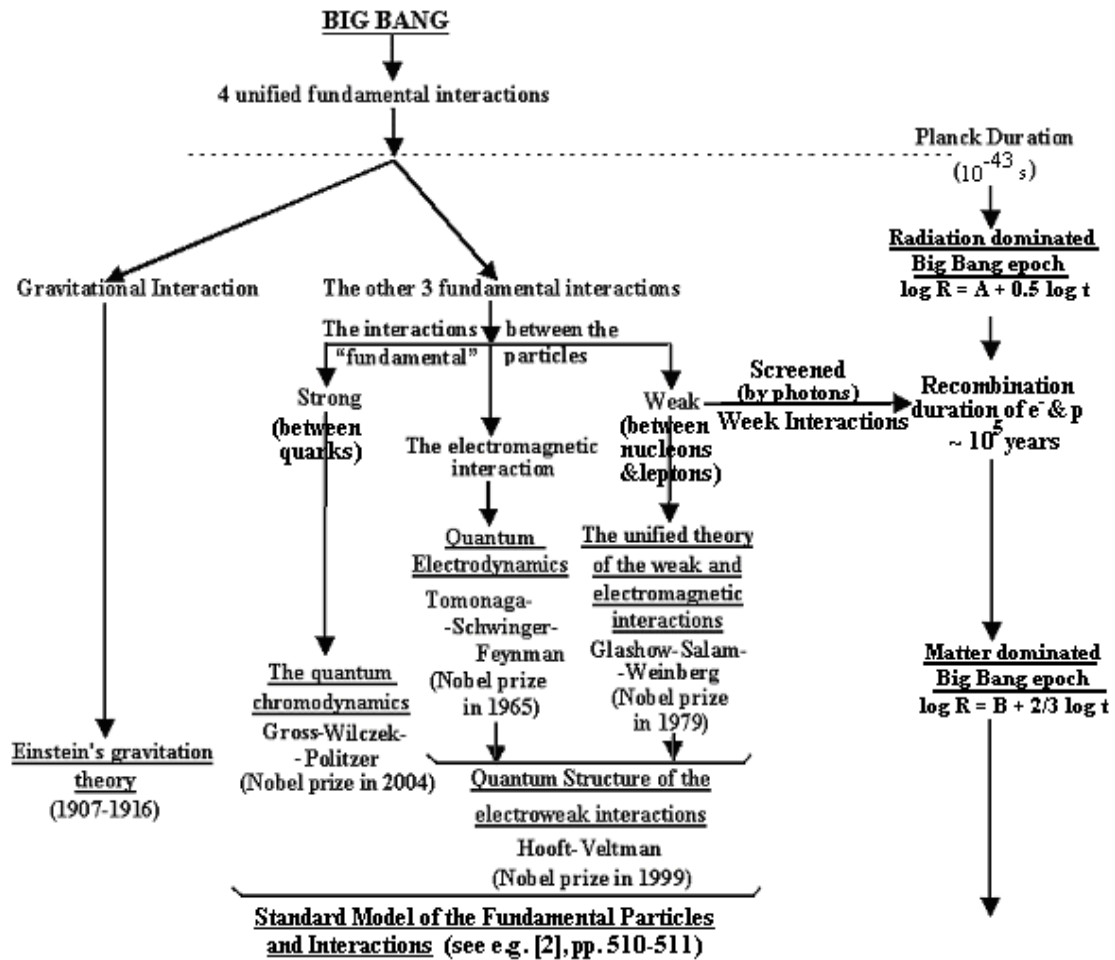 BIG BANG
4 unified fundamental interactions
Planck Duration
(10^-43 s)
Radiation dominated
Big Bang epoch
log R = A + 0.5 log t
Gravitational Interaction
The other 3 fundamental interactions
The interactions between the
“fundamental” particles
Strong
(between
quarks)
The electromagnetic
interaction
Weak
(between
nucleons
&leptons)
Screened
(by photons)
Week Interactions
Recombination
duration of e⁻ & p
~ 10⁵ years
Quantum
Electrodynamics
Tomonaga-
-Schwinger-
Feynman
(Nobel prize
in 1965)
The unified theory
of the weak and
electromagnetic
interactions
Glashow-Salam-
-Weinberg
(Nobel prize
in 1979)
Matter dominated
Big Bang epoch
log R = B + 2/3 log t
The quantum
chromodynamics
Gross-Wilczek-
-Politzer
(Nobel prize in 2004)
Einstein's gravitation
theory
(1907-1916)
Quantum Structure of the
electroweak interactions
Hooft-Veltman
(Nobel prize in 1999)
Standard Model of the Fundamental Particles
and Interactions (see e.g. [2], pp. 510-511)